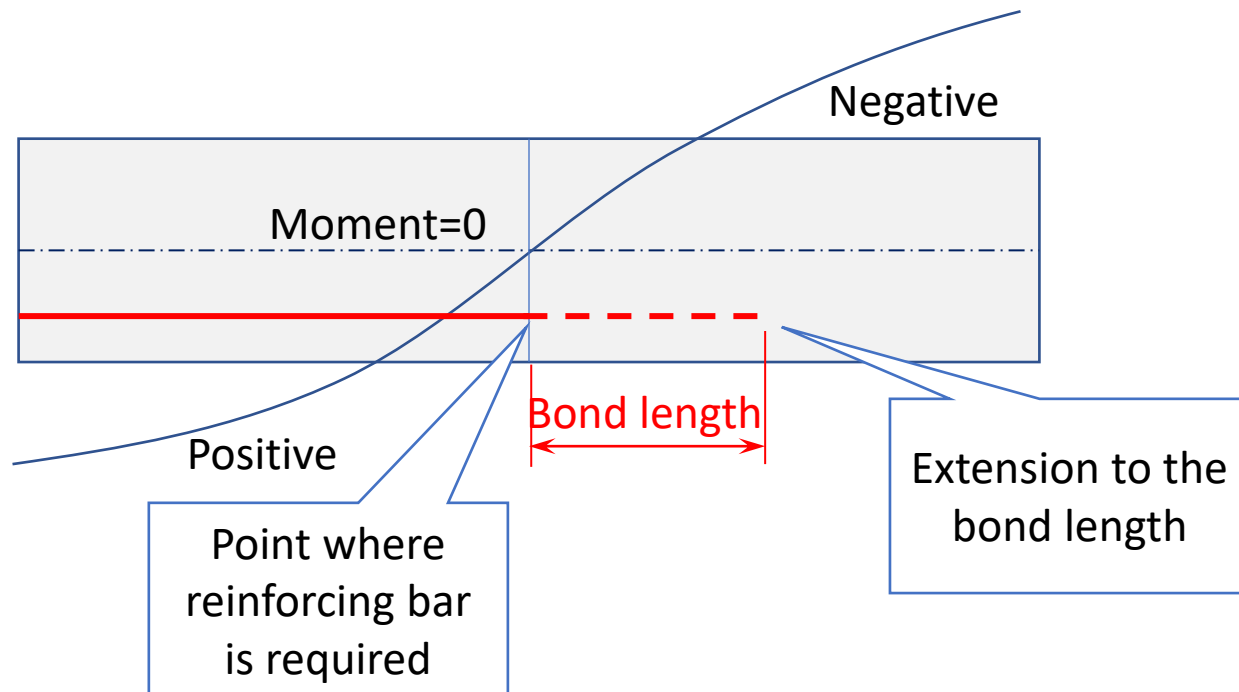 Negative
Moment=0
Bond length
Positive
Point where
reinforcing bar
is required
Extension to the
bond length